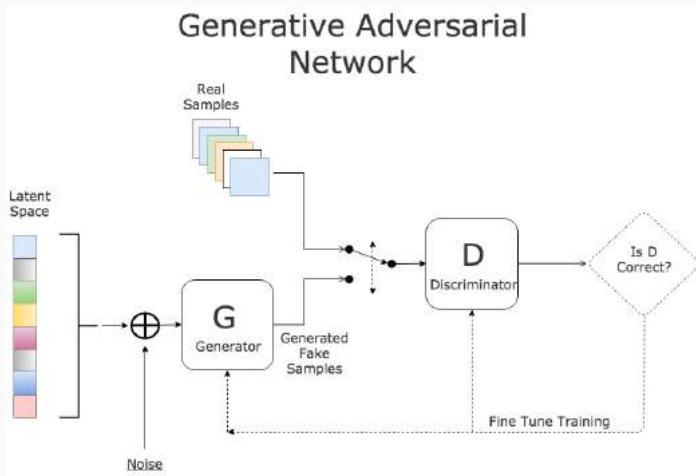 Generative Adversarial
Network
Real
Samples
Latent
Space
D
Discriminator
Is D
Correct?
G
Generator
Generated
Fake
Samples
Fine Tune Training
Noise